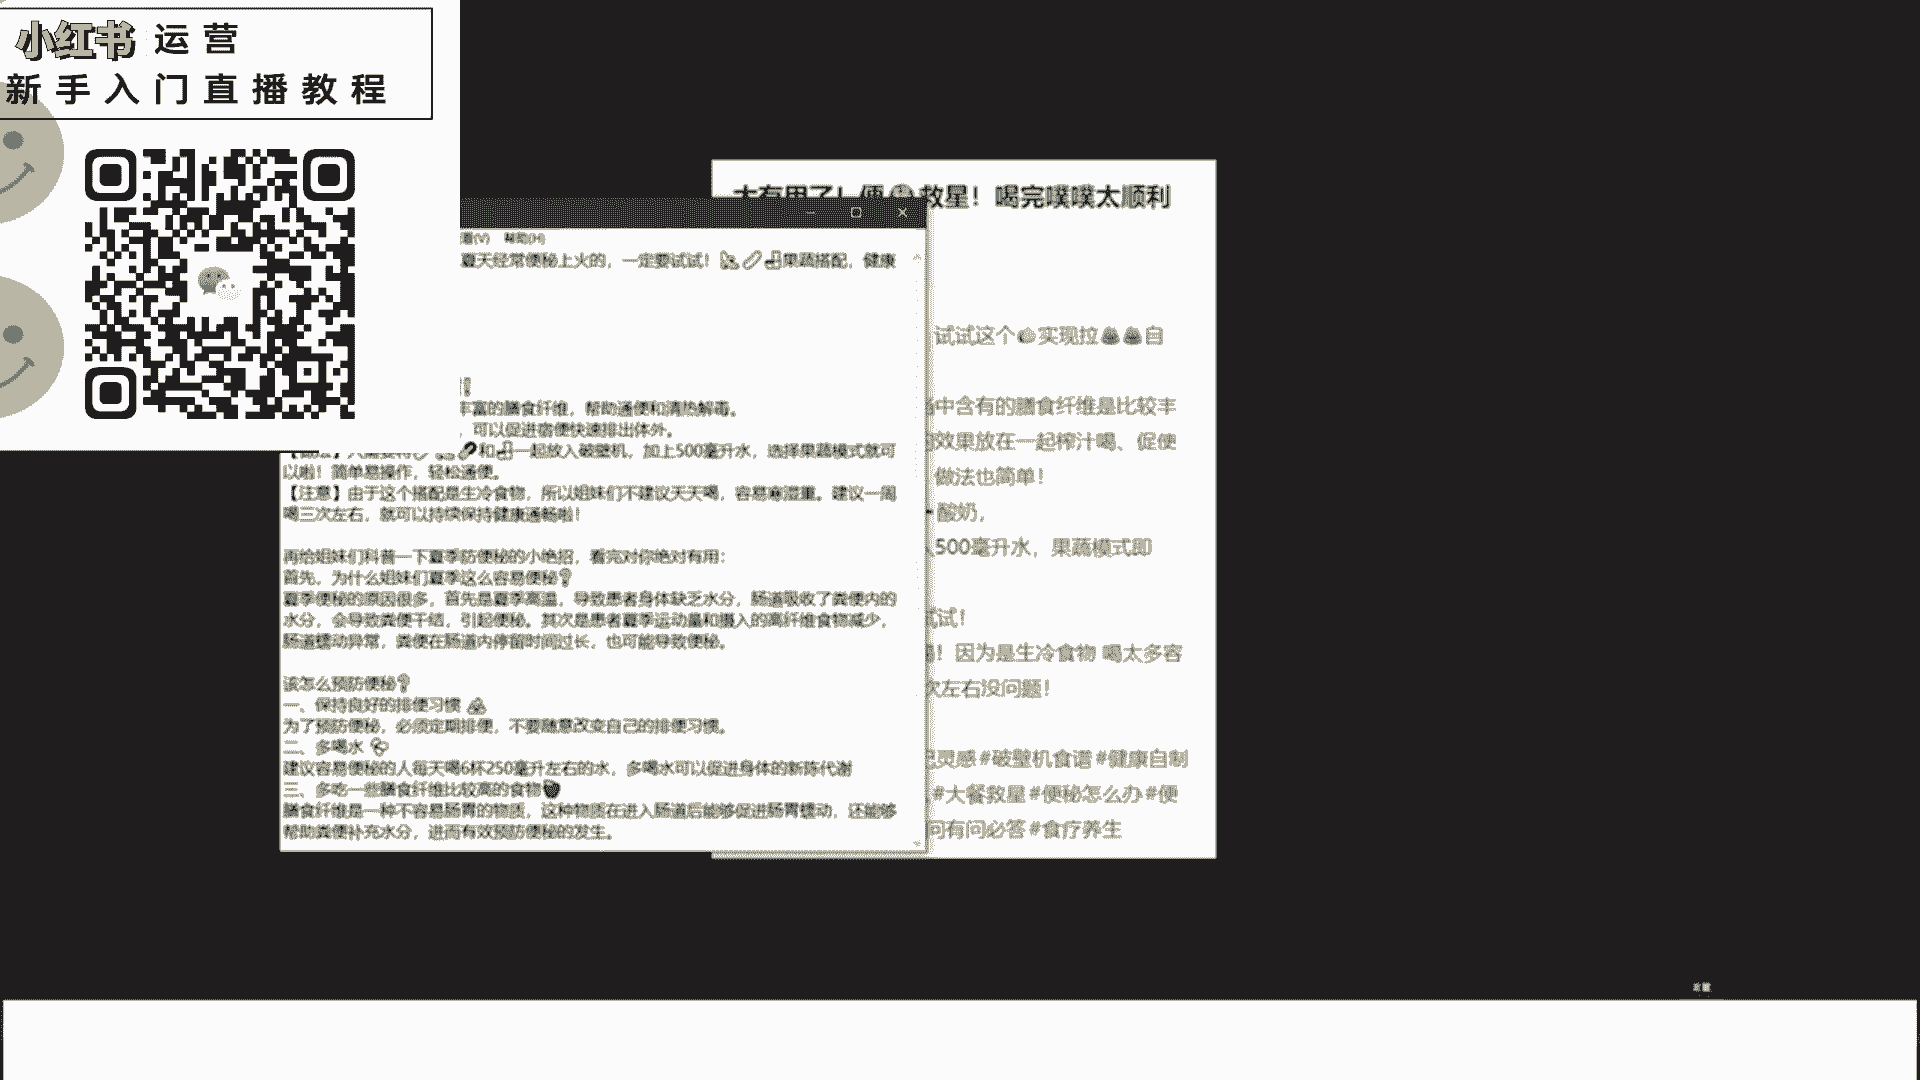 小红书 运营
新手入门直播教程
救星！喝完噗噗太顺利
帮助(H)
夏天经常便秘上火的，一定要试试！果蔬搭配，健康
丰富的膳食纤维，帮助通便和清热解毒。
，可以促进宿便快速排出体外。
和一起放入破壁机，加上500毫升水，选择果蔬模式就可
以啦！简单易操作，轻松通便。
【注意】由于这个搭配是生冷食物，所以姐妹们不建议天天喝，容易湿重。建议一周
喝三次左右，就可以持续保持健康通畅啦！
再给姐妹们科普一下夏季防便秘的小绝招，看完对你绝对有用：
首先，为什么姐妹们夏季这么容易便秘❓
夏季便秘的原因很多，首先是夏季高温，导致患者身体缺乏水分，肠道吸收了粪便内的
水分，会导致粪便干结，引起便秘。其次是患者夏季运动量和摄入的高纤维食物减少，
肠道蠕动异常，粪便在肠道内停留时间过长，也可能导致便秘。
该怎么预防便秘❓
一、保持良好的排便习惯
为了预防便秘，必须定期排便，不要随意改变自己的排便习惯。
二、多喝水
建议容易便秘的人每天喝6杯250毫升左右的水，多喝水可以促进身体的新陈代谢
三、多吃一些膳食纤维比较高的食物
膳食纤维是一种不容易肠胃的物质，这种物质在进入肠道后能够促进肠胃蠕动，还能够
帮助粪便补充水分，进而有效预防便秘的发生。
试试这个实现拉💩💩自
中含有的膳食纤维是比较丰
效果放在一起榨汁喝、促便
做法也简单！
酸奶，
500毫升水，果蔬模式即
试！
！因为是生冷食物 喝太多容
次左右没问题！
灵感#破壁机食谱#健康自制
#大餐救星#便秘怎么办#便
问有问必答#食疗养生